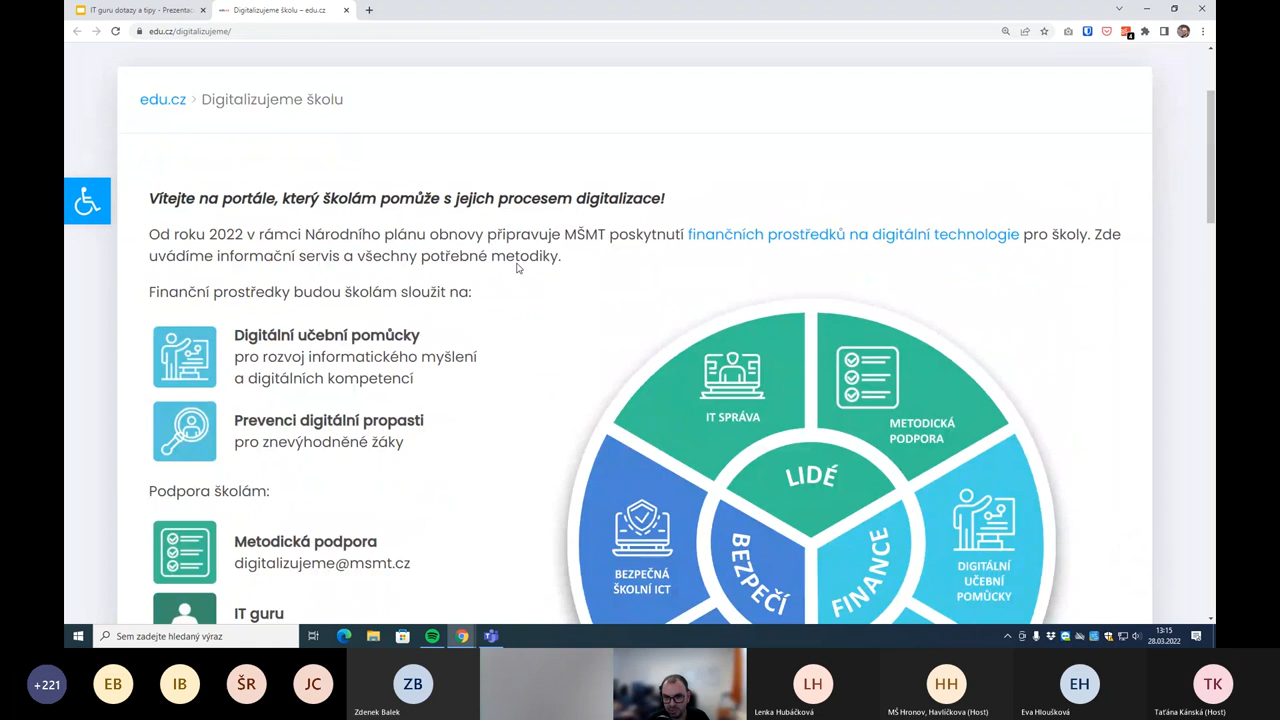 IT guru dotazy a tipy - Prezentac
Digitalizujeme školu – edu.cz
edu.cz/digitalizujeme/
4
edu.cz > Digitalizujeme školu
Vítejte na portále, který školám pomůže s jejich procesem digitalizace!
Od roku 2022 v rámci Národního plánu obnovy připravuje MŠMT poskytnutí finančních prostředků na digitální technologie pro školy. Zde
uvádíme informační servis a všechny potřebné metodiky.
Finanční prostředky budou školám sloužit na:
Digitální učební pomůcky
pro rozvoj informatického myšlení
a digitálních kompetencí
Prevenci digitální propasti
pro znevýhodněné žáky
Podpora školám:
Metodická podpora
digitalizujeme@msmt.cz
IT guru
IT SPRÁVA
METODICKÁ
PODPORA
LIDÉ
BEZPEČNÁ
ŠKOLNÍ ICT
BEZPEČÍ
FINANCE
DIGITÁLNÍ
UČEBNÍ
POMŮCKY
Sem zadejte hledaný výraz
13:15
28.03.2022
+221
EB
IB
ŠR
JC
ZB
Zdenek Balek
LH
Lenka Hubáčková
HH
MŠ Hronov, Havlíčkova (Host)
EH
Eva Hloušková
TK
Taťána Kánská (Host)